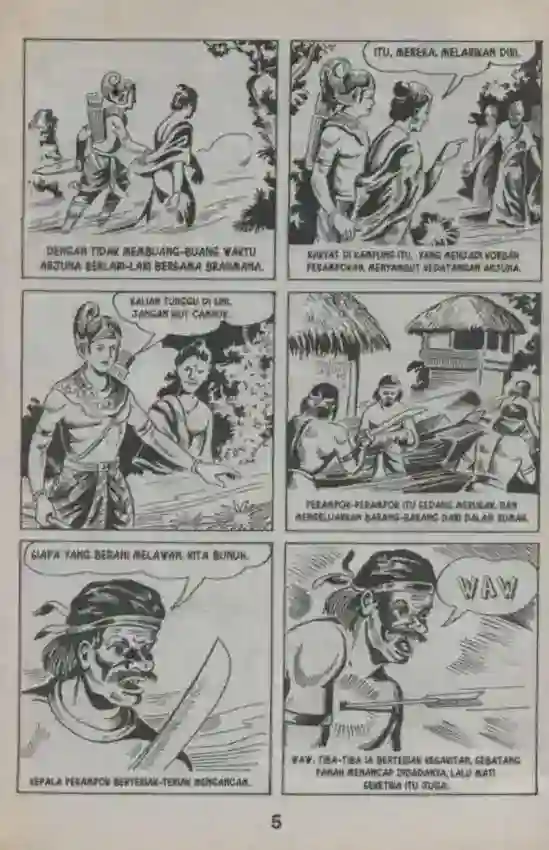 DENGAN TIDAK MEMBUANG-BUANG WAKTU
ARJUNA BERLARI-LARI BERSAMA BRAHMANA.
ITU, MEREKA, MELARIKAN DIRI.
RAKYAT DI KAMPUNG ITU, YANG MENJADI KORBAN
PERAMPOKAN, MENYAMBUT KEDATANGAN ARJUNA.
KALIAN TUNGGU DI SINI,
JANGAN IKUT CAMPUR.
PERAMPOK-PERAMPOK ITU SEDANG MERUSAK, DAN
MENGELUARKAN BARANG-BARANG DARI DALAM RUMAH.
SIAPA YANG BERANI MELAWAN, KITA BUNUH.
KEPALA PERAMPOK BERTERIAK-TERIAK MENGANCAM.
WAW
WAW, TIBA-TIBA IA BERTERIAK KESAKITAN, SEBATANG
PANAH MENANCAP DIDADANYA, LALU MATI
SEKETIKA ITU JUGA.
5